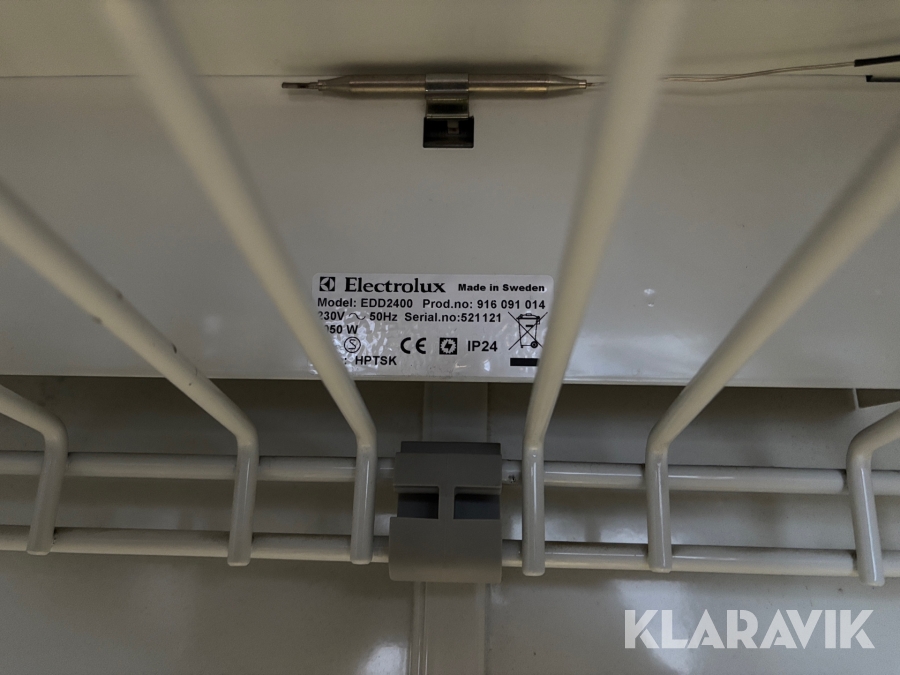 Electrolux Made in Sweden
Model: EDD2400 Prod.no: 916 091 014
230V ~ 50Hz Serial.no:521121
050 W
S CE IP24
: HPTSK
KLARAVIK